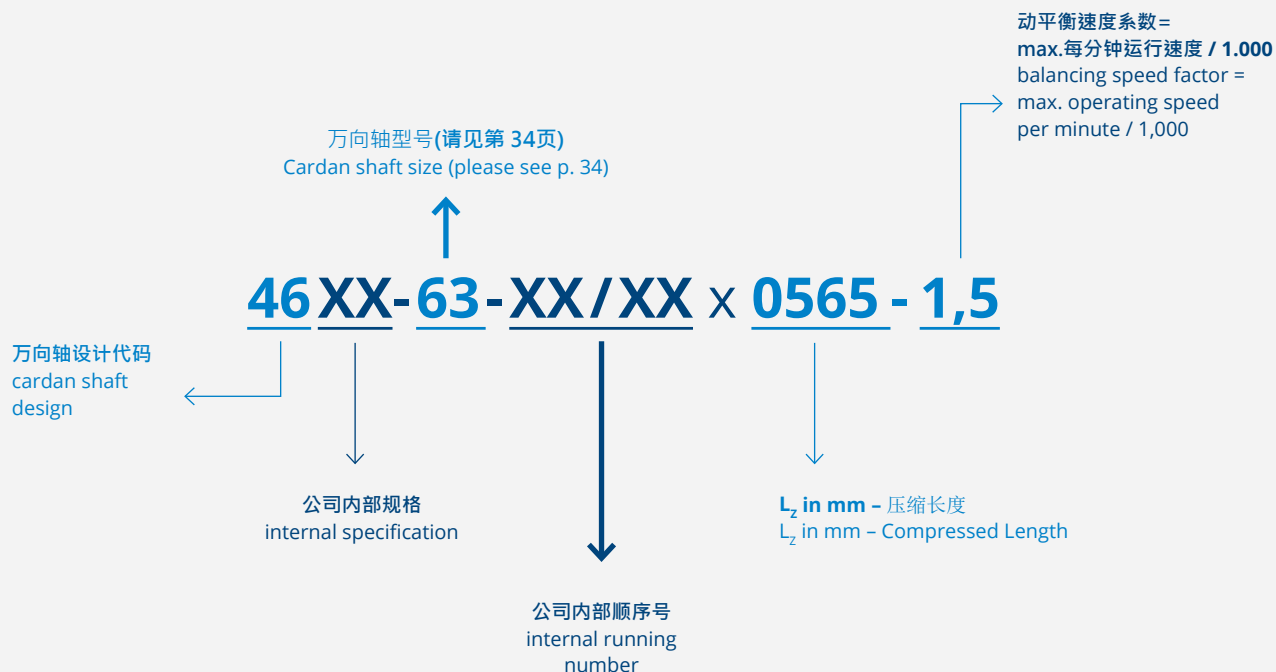 动平衡速度系数=
max.每分钟运行速度 / 1.000
balancing speed factor =
max. operating speed
per minute / 1,000
万向轴型号(请见第 34页)
Cardan shaft size (please see p. 34)
46XX-63-XX/XX x 0565-1,5
万向轴设计代码
cardan shaft
design
公司内部规格
internal specification
Lz in mm – 压缩长度
Lz in mm – Compressed Length
公司内部顺序号
internal running
number